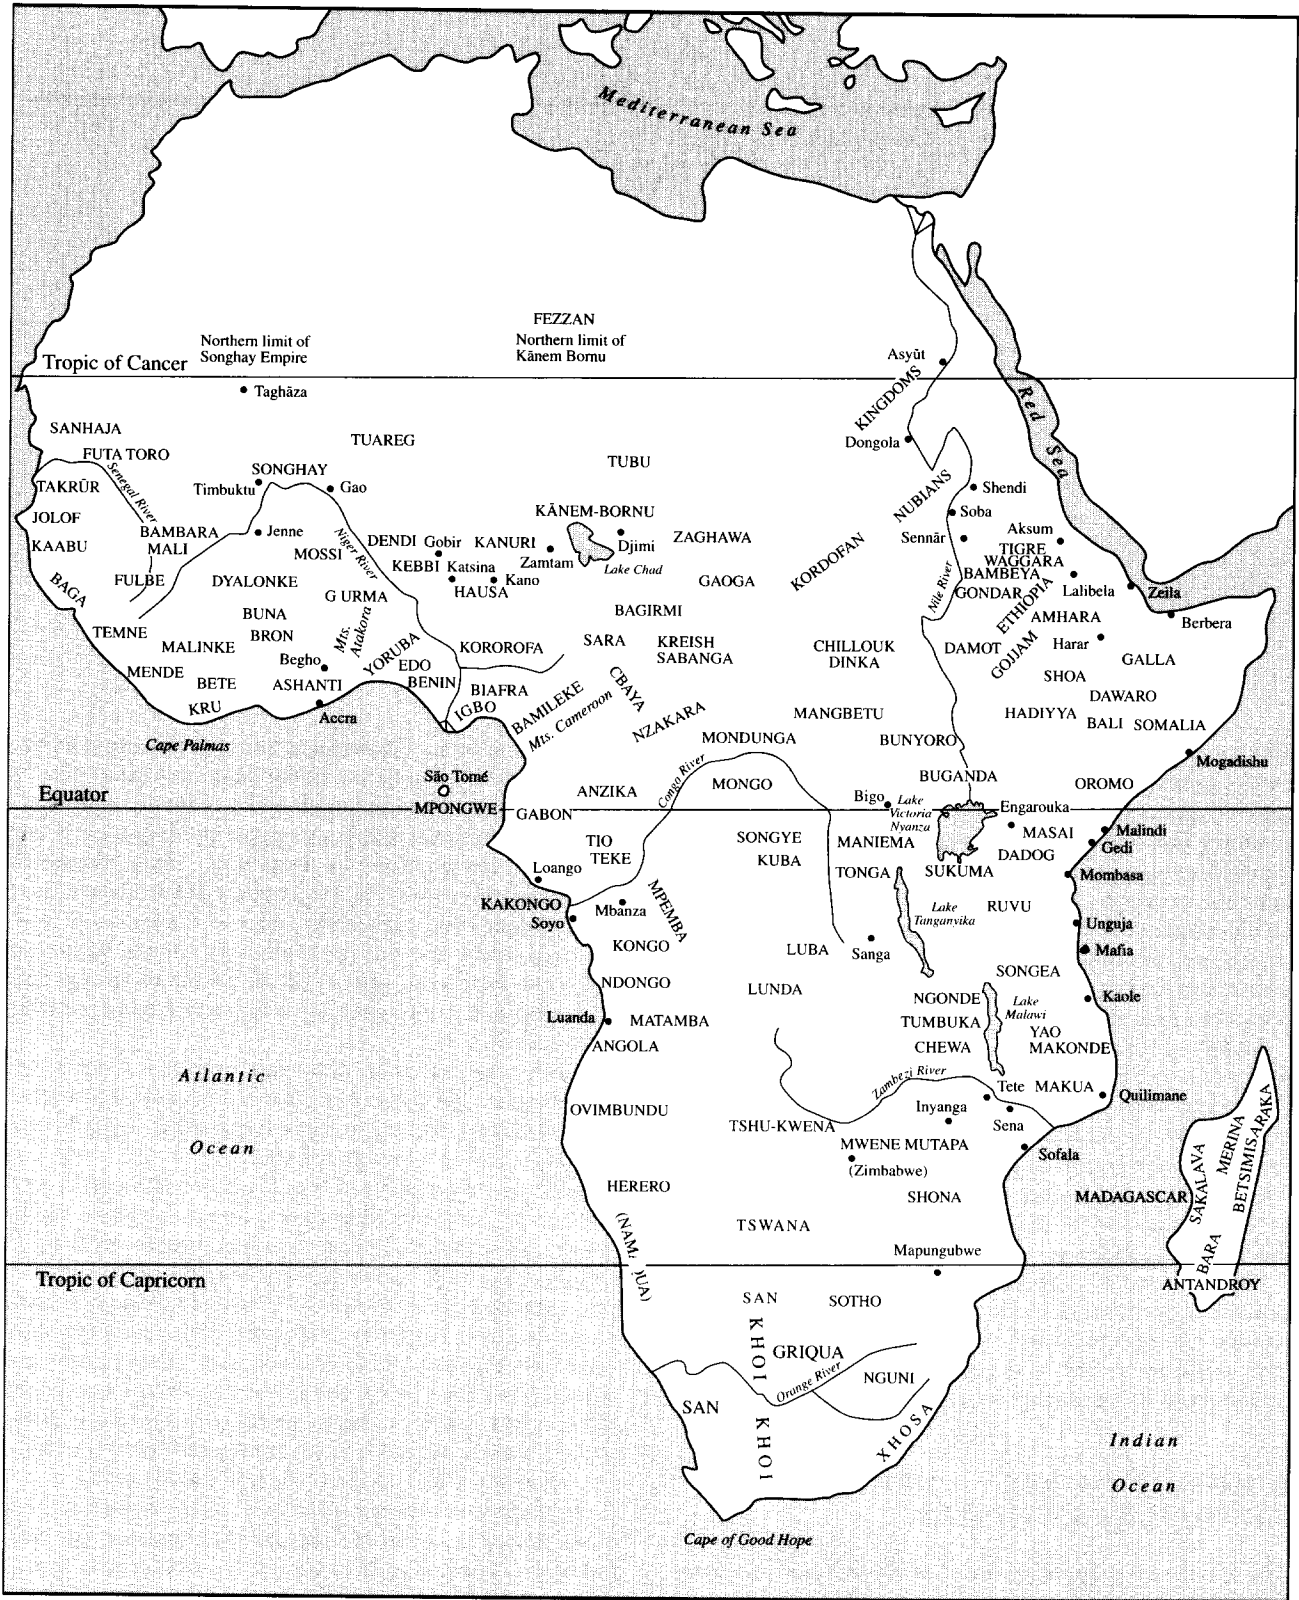 Mediterranean Sea
FEZZAN
Northern limit of
Songhay Empire
Northern limit of
Kānem Bornu
Tropic of Cancer
Asyūt
Taghāza
KINGDOMS
Red Sea
SANHAJA
TUAREG
Dongola
FUTA TORO
SONGHAY
TUBU
Senegal River
TAKRŪR
Timbuktu
Gao
NUBIANS
Shendi
JOLOF
KĀNEM-BORNU
Soba
KAABU
BAMBARA
MALI
Jenne
MOSSI
Niger River
DENDI
Gobir
KANURI
Djimi
ZAGHAWA
Sennār
Aksum
TIGRE
WAGGARA
KEBBI
Katsina
Zamtam
Lake Chad
KORDOFAN
BAMBEYA
BAGA
FULBE
DYALONKE
HAUSA
Kano
GAOGA
Nile River
GONDAR
ETHIOPIA
Lalibela
Zeila
G URMA
BUNA
BAGIRMI
AMHARA
Berbera
TEMNE
MALINKE
BRON
Mts.
Atakora
YORUBA
KOROROFA
SARA
KREISH
SABANGA
CHILLOUK
DINKA
DAMOT
GOJJAM
Harar
GALLA
MENDE
Begho
EDO
BENIN
SHOA
BETE
ASHANTI
BIAFRA
IGBO
BAMILEKE
Mts. Cameroon
CBAYA
NZAKARA
MANGBETU
HADIYYA
DAWARO
BALI
SOMALIA
KRU
Accra
Cape Palmas
MONDUNGA
BUNYORO
Mogadishu
São Tomé
Congo River
MONGO
BUGANDA
OROMO
Equator
MPONGWE
ANZIKA
GABON
Bigo
Lake
Victoria
Nyanza
Engarouka
MASAI
Malindi
Gedi
TIO
TEKE
SONGYE
KUBA
MANIEMA
DADOG
Loango
TONGA
SUKUMA
Mombasa
KAKONGO
Soyo
Mbanza
MPEMBA
Lake
Tanganyika
RUVU
Unguja
KONGO
LUBA
Sanga
Mafia
NDONGO
LUNDA
SONGEA
NGONDE
Lake
Malawi
Kaole
Luanda
MATAMBA
TUMBUKA
YAO
ANGOLA
CHEWA
MAKONDE
Atlantic
Ocean
Zambezi River
Tete
MAKUA
Quilimane
OVIMBUNDU
TSHU-KWENA
Inyanga
Sena
MWENE MUTAPA
(Zimbabwe)
Sofala
HERERO
SHONA
MADAGASCAR
SAKALAVA
MERINA
BETSIMISARAKA
BARA
TSWANA
Mapungubwe
Tropic of Capricorn
ANTANDROY
SAN
SOTHO
KHOI
GRIQUA
Orange River
NGUNI
SAN
KHOI
XHOSA
Indian
Ocean
Cape of Good Hope